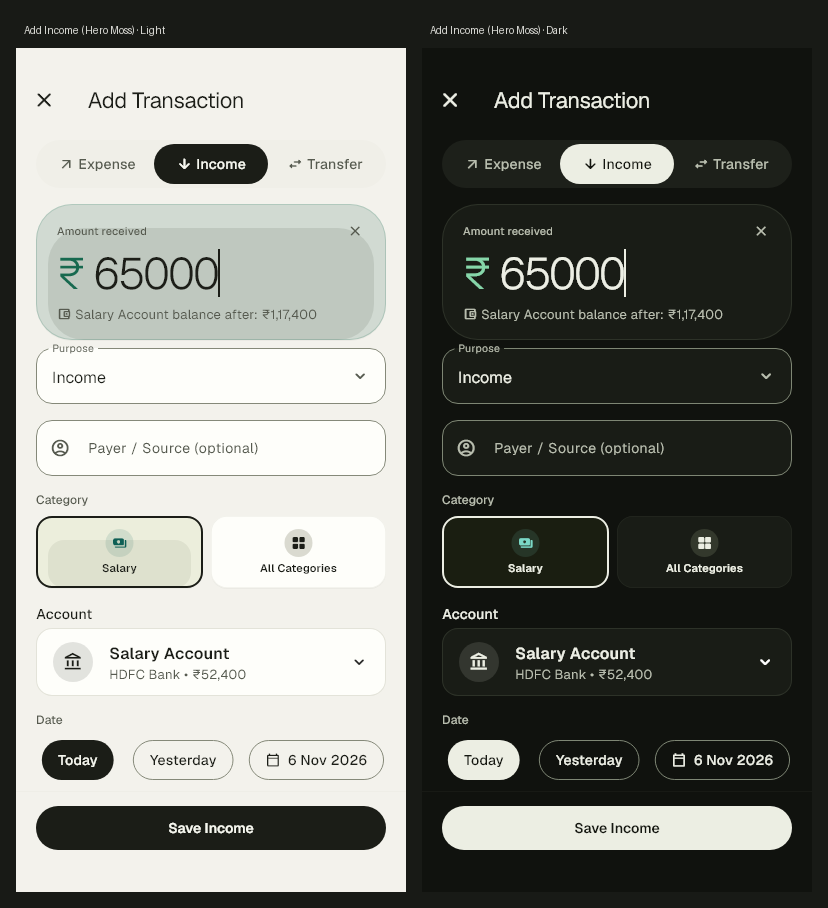 Add Income (Hero Moss) · Light
Add Transaction
Expense
Income
Transfer
Amount received
₹ 65000
Salary Account balance after: ₹1,17,400
Purpose
Income
Payer / Source (optional)
Category
Salary
All Categories
Account
Salary Account
HDFC Bank • ₹52,400
Date
Today
Yesterday
6 Nov 2026
Save Income
Add Income (Hero Moss) · Dark
Add Transaction
Expense
Income
Transfer
Amount received
₹ 65000
Salary Account balance after: ₹1,17,400
Purpose
Income
Payer / Source (optional)
Category
Salary
All Categories
Account
Salary Account
HDFC Bank • ₹52,400
Date
Today
Yesterday
6 Nov 2026
Save Income